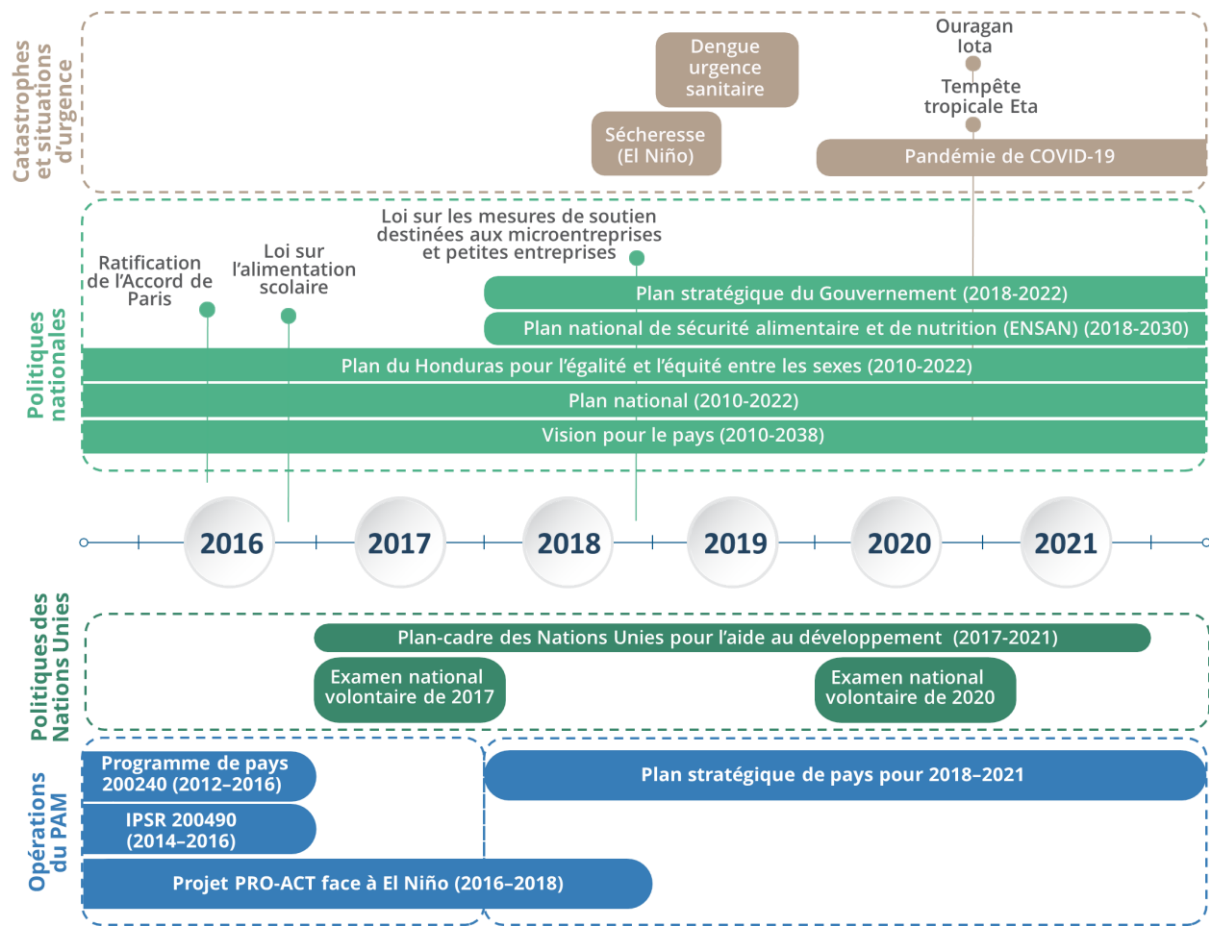 Catastrophes
et situations
d'urgence
Dengue
urgence
sanitaire
Sécheresse
(El Niño)
Ouragan
Iota
Tempête
tropicale Eta
Pandémie de COVID-19
Politiques
nationales
Ratification
de l'Accord de
Paris
Loi sur
l'alimentation
scolaire
Loi sur les mesures de soutien
destinées aux microentreprises
et petites entreprises
Plan stratégique du Gouvernement (2018-2022)
Plan national de sécurité alimentaire et de nutrition (ENSAN) (2018-2030)
Plan du Honduras pour l'égalité et l'équité entre les sexes (2010-2022)
Plan national (2010-2022)
Vision pour le pays (2010-2038)
2016
2017
2018
2019
2020
2021
Politiques des
Nations Unies
Plan-cadre des Nations Unies pour l'aide au développement (2017-2021)
Examen national
volontaire de 2017
Examen national
volontaire de 2020
Opérations
du PAM
Programme de pays
200240 (2012–2016)
Plan stratégique de pays pour 2018–2021
IPSR 200490
(2014–2016)
Projet PRO-ACT face à El Niño (2016–2018)